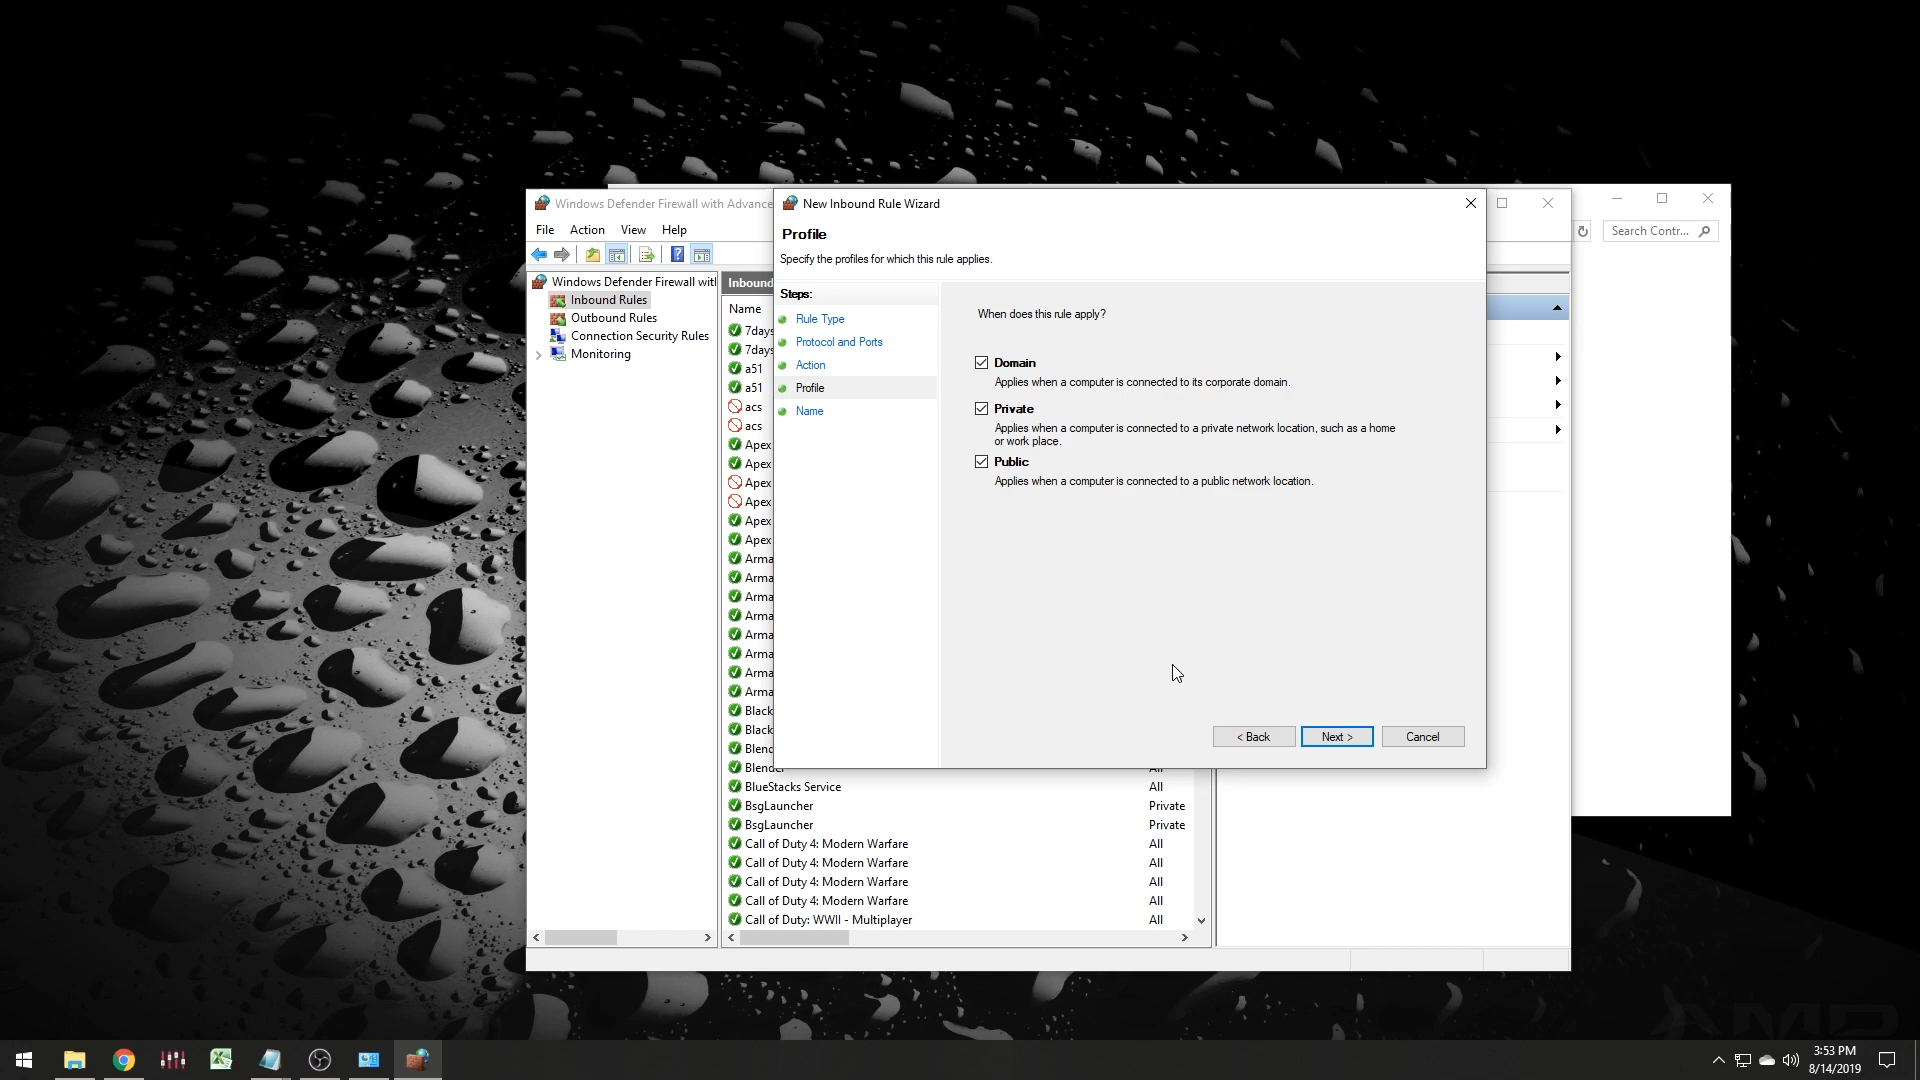 Windows Defender Firewall with Advance
File Action View Help
Windows Defender Firewall wit
Inbound Rules
Outbound Rules
Connection Security Rules
Monitoring
Inbound
Name
7days
7days
a51
a51
acs
acs
Apex
Apex
Apex
Apex
Apex
Apex
Arma
Arma
Arma
Arma
Arma
Arma
Arma
Arma
Black
Black
Blend
Blender All
BlueStacks Service All
BsgLauncher Private
BsgLauncher Private
Call of Duty 4: Modern Warfare All
Call of Duty 4: Modern Warfare All
Call of Duty 4: Modern Warfare All
Call of Duty 4: Modern Warfare All
Call of Duty: WWII - Multiplayer All
New Inbound Rule Wizard
Profile
Specify the profiles for which this rule applies.
Steps:
Rule Type
Protocol and Ports
Action
Profile
Name
When does this rule apply?
Domain
Applies when a computer is connected to its corporate domain.
Private
Applies when a computer is connected to a private network location, such as a home
or work place.
Public
Applies when a computer is connected to a public network location.
< Back
Next >
Cancel
Search Contr...
AMD
3:53 PM
8/14/2019